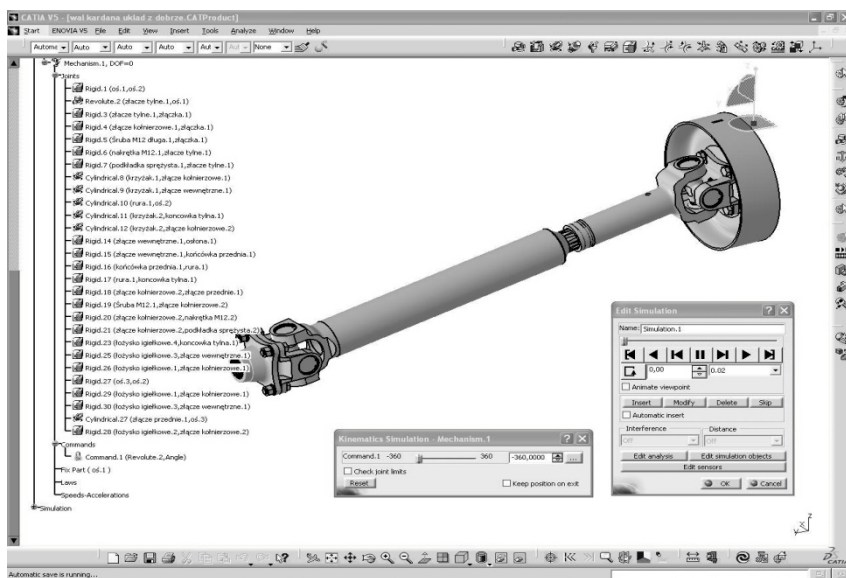 CATIA V5 - [wal kardana uklad z dobrze.CATProduct]
Start ENOVIA V5 File Edit View Insert Tools Analyze Window Help
Auto Auto Auto Aut None
Mechanism.1, DOF=0
Joints
Rigid.1 (oś.1,oś.2)
Revolute.2 (złacze tylne.1,oś.1)
Rigid.3 (złacze tylne.1,złączka.1)
Rigid.4 (złącze kołnierzowe.1,złączka.1)
Rigid.5 (Śruba M12 długa.1,złączka.1)
Rigid.6 (nakrętka M12.1,złacze tylne.1)
Rigid.7 (podkładka sprężysta.1,złacze tylne.1)
Cylindrical.8 (krzyżak.1,złącze kołnierzowe.1)
Cylindrical.9 (krzyżak.1,złącze wewnętrzne.1)
Cylindrical.10 (rura.1,oś.2)
Cylindrical.11 (krzyżak.2,koncowka tylna.1)
Cylindrical.12 (krzyżak.2,złącze kołnierzowe.2)
Rigid.14 (złącze wewnętrzne.1,osłona.1)
Rigid.15 (złącze wewnętrzne.1,końcówka przednia.1)
Rigid.16 (końcówka przednia.1,rura.1)
Rigid.17 (rura.1,koncowka tylna.1)
Rigid.18 (złącze kołnierzowe.2,złącze przednie.1)
Rigid.19 (Śruba M12.1,złącze kołnierzowe.2)
Rigid.20 (złącze kołnierzowe.2,nakrętka M12.2)
Rigid.21 (złącze kołnierzowe.2,podkładka sprężysta.2)
Rigid.23 (łożysko igiełkowe.4,koncowka tylna.1)
Rigid.25 (łożysko igiełkowe.3,złącze wewnętrzne.1)
Rigid.26 (łożysko igiełkowe.1,złącze kołnierzowe.1)
Rigid.27 (oś.3,oś.2)
Rigid.29 (łożysko igiełkowe.1,złącze kołnierzowe.1)
Rigid.30 (łożysko igiełkowe.3,złącze wewnętrzne.1)
Cylindrical.27 (przednie.1,oś.3)
Rigid.28 (łożysko igiełkowe.2,złącze kołnierzowe.2)
Commands
Command.1 (Revolute.2,Angle)
Fix Part ( oś.1 )
Laws
Speeds-Accelerations
Simulation
Kinematics Simulation - Mechanism.1
Command.1 -360 360 -360,0000 ...
Check joint limits
Reset Keep position on exit
Edit Simulation
Name: Simulation.1
0,00 0.02
Animate viewpoint
Insert Modify Delete Skip
Automatic insert
Interference Distance
Off Off
Edit analysis Edit simulation objects
Edit sensors
OK Cancel
z
x
CATIA
Automatic save is running...